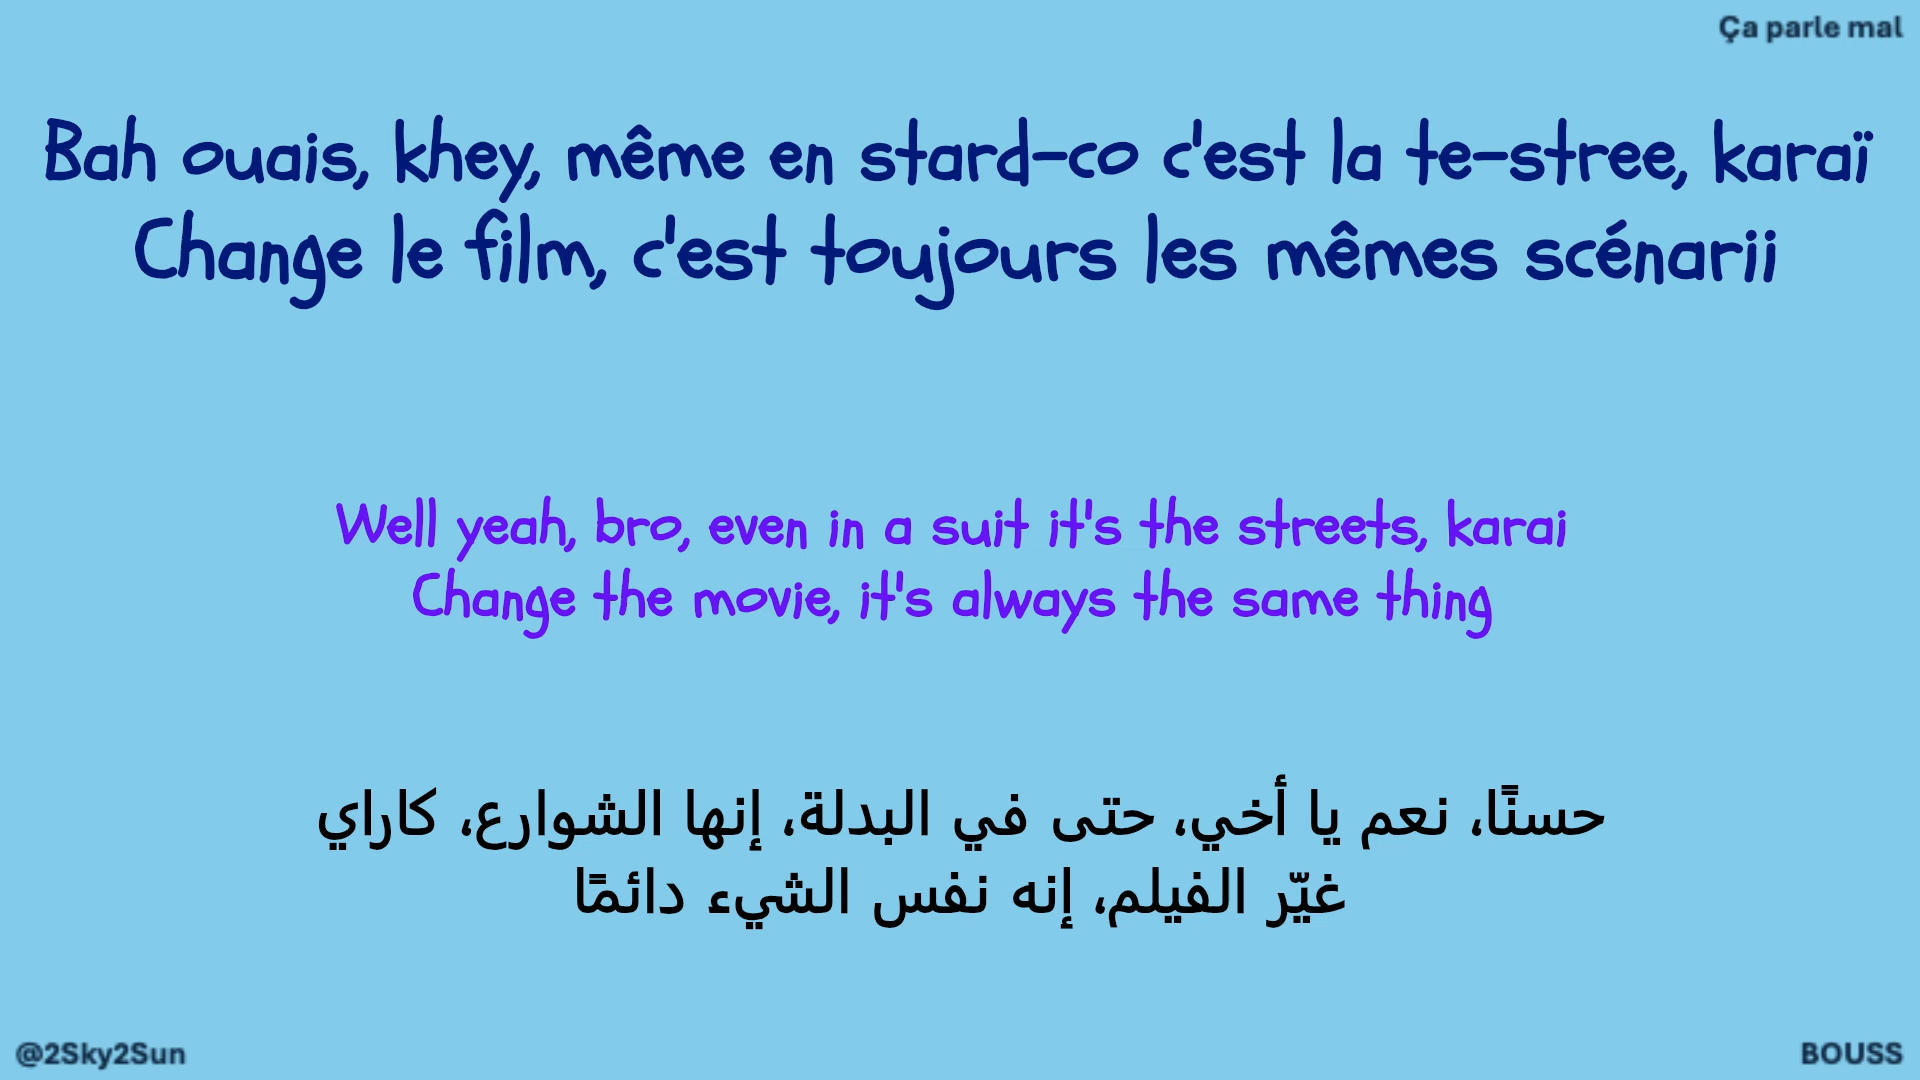 Ça parle mal
Bah ouais, khey, même en stard-co c'est la te-stree, karaï
Change le film, c'est toujours les mêmes scénarii
Well yeah, bro, even in a suit it's the streets, karai
Change the movie, it's always the same thing
حسنًا، نعم يا أخي، حتى في البدلة، إنها الشوارع، كاراي
غيّر الفيلم، إنه نفس الشيء دائمًا
@2Sky2Sun
BOUSS